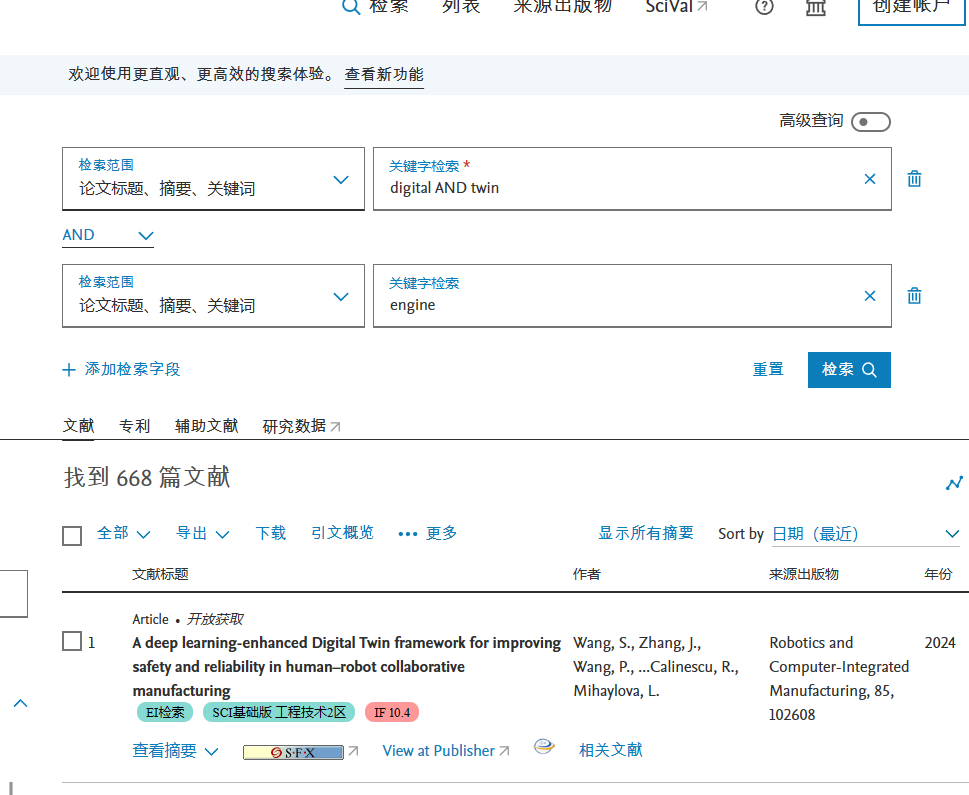 检索 列表 来源出版物 SciVal 创建帐户
欢迎使用更直观、更高效的搜索体验。 查看新功能
高级查询
检索范围
论文标题、摘要、关键词
关键字检索 *
digital AND twin
AND
检索范围
论文标题、摘要、关键词
关键字检索
engine
添加检索字段 重置 检索
文献 专利 辅助文献 研究数据
找到 668 篇文献
全部 导出 下载 引文概览 ••• 更多 显示所有摘要 Sort by 日期（最近）
文献标题 作者 来源出版物 年份
Article • 开放获取
1 A deep learning-enhanced Digital Twin framework for improving Wang, S., Zhang, J., Robotics and 2024
safety and reliability in human–robot collaborative Wang, P., ...Calinescu, R., Computer-Integrated
manufacturing Mihaylova, L. Manufacturing, 85,
EI检索 SCI基础版 工程技术2区 IF 10.4 102608
查看摘要 S·F·X View at Publisher 相关文献